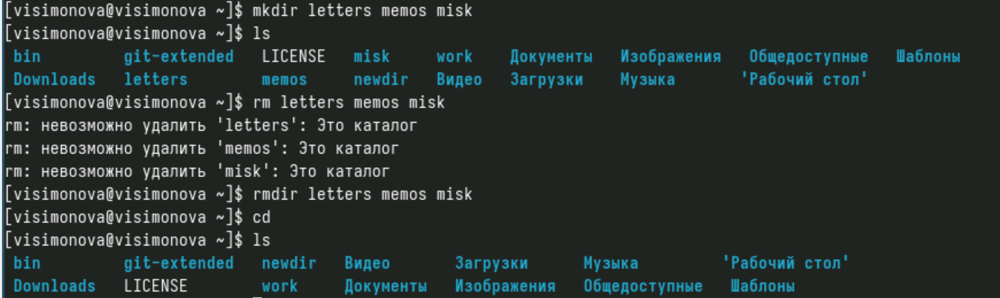 [visimonova@visimonova ~]$ mkdir letters memos misk
[visimonova@visimonova ~]$ ls
bin git-extended LICENSE misk work Документы Изображения Общедоступные Шаблоны
Downloads letters memos newdir Видео Загрузки Музыка 'Рабочий стол'
[visimonova@visimonova ~]$ rm letters memos misk
rm: невозможно удалить 'letters': Это каталог
rm: невозможно удалить 'memos': Это каталог
rm: невозможно удалить 'misk': Это каталог
[visimonova@visimonova ~]$ rmdir letters memos misk
[visimonova@visimonova ~]$ cd
[visimonova@visimonova ~]$ ls
bin git-extended newdir Видео Загрузки Музыка 'Рабочий стол'
Downloads LICENSE work Документы Изображения Общедоступные Шаблоны